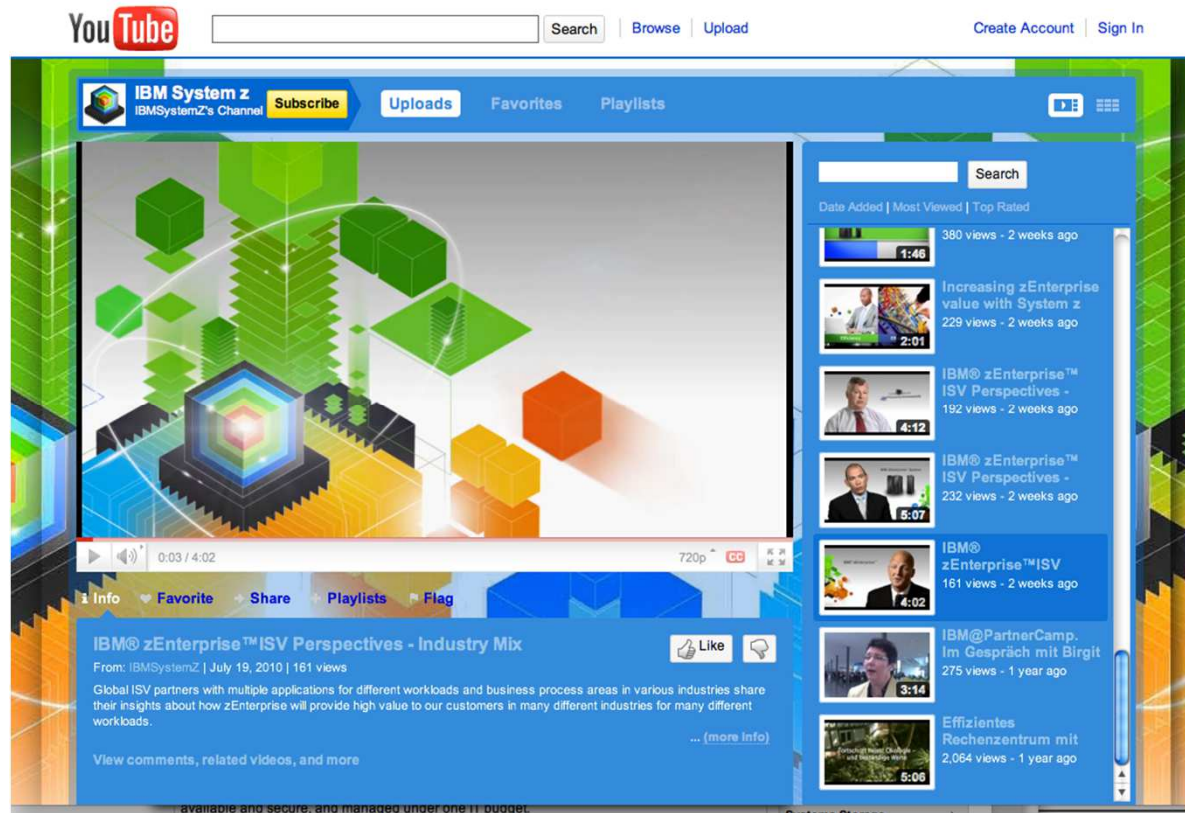 You Tube
Search
Browse
Upload
Create Account
Sign In
IBM System z
IBMSystemZ's Channel
Subscribe
Uploads
Favorites
Playlists
Search
Date Added | Most Viewed | Top Rated
380 views - 2 weeks ago
1:46
Increasing zEnterprise
value with System z
229 views - 2 weeks ago
2:01
IBM® zEnterprise™
ISV Perspectives -
192 views - 2 weeks ago
4:12
IBM® zEnterprise™
ISV Perspectives -
232 views - 2 weeks ago
5:07
IBM®
zEnterprise™ISV
161 views - 2 weeks ago
4:02
IBM@PartnerCamp.
Im Gespräch mit Birgit
275 views - 1 year ago
3:14
Effizientes
Rechenzentrum mit
2,064 views - 1 year ago
5:06
0:03 / 4:02
720p
CC
Info
Favorite
Share
Playlists
Flag
IBM® zEnterprise™ISV Perspectives - Industry Mix
Like
From: IBMSystemZ | July 19, 2010 | 161 views
Global ISV partners with multiple applications for different workloads and business process areas in various industries share
their insights about how zEnterprise will provide high value to our customers in many different industries for many different
workloads.
... (more info)
View comments, related videos, and more
available and secure, and managed under one IT budget.